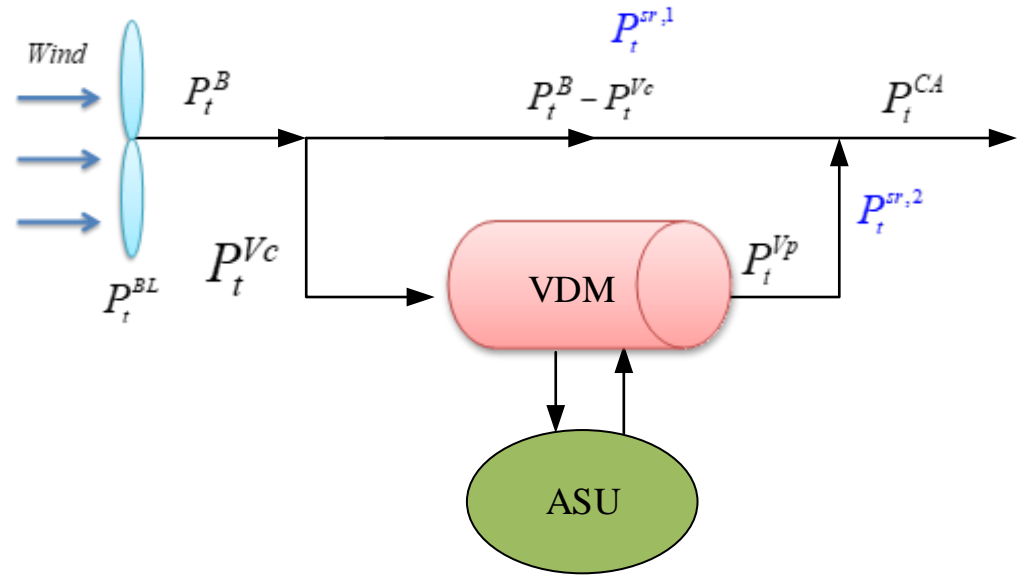 P_t^{sr,1}
Wind
P_t^B
P_t^B − P_t^{Vc}
P_t^{CA}
P_t^{sr,2}
P_t^{Vc}
P_t^{Vp}
P_t^{BL}
VDM
ASU